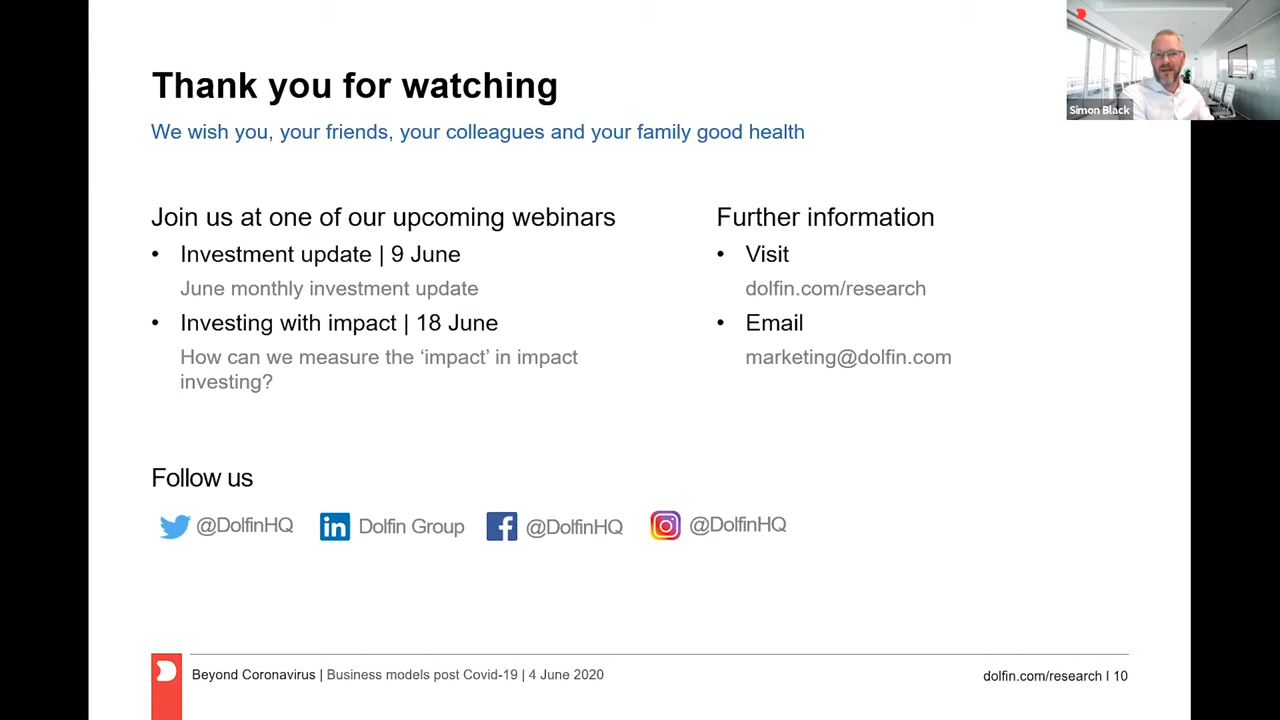 Thank you for watching
We wish you, your friends, your colleagues and your family good health
Join us at one of our upcoming webinars
• Investment update | 9 June
June monthly investment update
• Investing with impact | 18 June
How can we measure the ‘impact’ in impact
investing?
Further information
• Visit
dolfin.com/research
• Email
marketing@dolfin.com
Follow us
@DolfinHQ
Dolfin Group
@DolfinHQ
@DolfinHQ
Beyond Coronavirus | Business models post Covid-19 | 4 June 2020
dolfin.com/research I 10
Simon Black